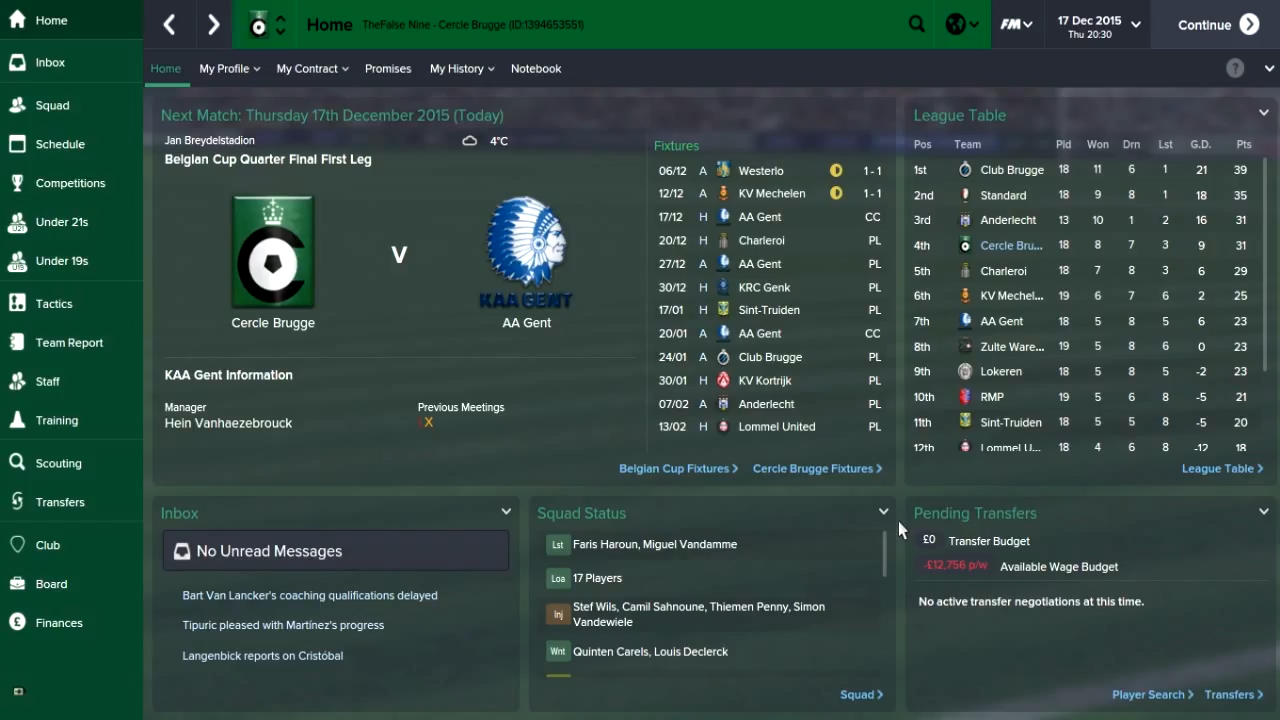 Home
Inbox
Squad
Schedule
Competitions
Under 21s
Under 19s
Tactics
Team Report
Staff
Training
Scouting
Transfers
Club
Board
Finances
Home TheFalse Nine - Cercle Brugge (ID:1394653551)
FM
17 Dec 2015
Thu 20:30
Continue
Home My Profile My Contract Promises My History Notebook
Next Match: Thursday 17th December 2015 (Today)
Jan Breydelstadion 4°C
Belgian Cup Quarter Final First Leg
V
KAA GENT
Cercle Brugge AA Gent
KAA Gent Information
Manager Previous Meetings
Hein Vanhaezebrouck X
Fixtures
06/12 A Westerlo 1 - 1
12/12 A KV Mechelen 1 - 1
17/12 H AA Gent CC
20/12 H Charleroi PL
27/12 A AA Gent PL
30/12 H KRC Genk PL
17/01 H Sint-Truiden PL
20/01 A AA Gent CC
24/01 A Club Brugge PL
30/01 H KV Kortrijk PL
07/02 A Anderlecht PL
13/02 H Lommel United PL
Belgian Cup Fixtures > Cercle Brugge Fixtures >
League Table
Pos Team Pld Won Drn Lst G.D. Pts
1st Club Brugge 18 11 6 1 21 39
2nd Standard 18 9 8 1 18 35
3rd Anderlecht 13 10 1 2 16 31
4th Cercle Bru... 18 8 7 3 9 31
5th Charleroi 18 7 8 3 6 29
6th KV Mechel... 19 6 7 6 2 25
7th AA Gent 18 5 8 5 6 23
8th Zulte Ware... 19 5 8 6 0 23
9th Lokeren 18 5 8 5 -2 23
10th RMP 19 5 6 8 -5 21
11th Sint-Truiden 18 5 5 8 -5 20
12th Lommel U... 18 4 6 8 -12 18
League Table >
Inbox
No Unread Messages
Bart Van Lancker's coaching qualifications delayed
Tipuric pleased with Martínez's progress
Langenbick reports on Cristóbal
Squad Status
Lst Faris Haroun, Miguel Vandamme
Loa 17 Players
Inj Stef Wils, Camil Sahnoune, Thiemen Penny, Simon
Vandewiele
Wnt Quinten Carels, Louis Declerck
Squad >
Pending Transfers
£0 Transfer Budget
-£12,756 p/w Available Wage Budget
No active transfer negotiations at this time.
Player Search > Transfers >